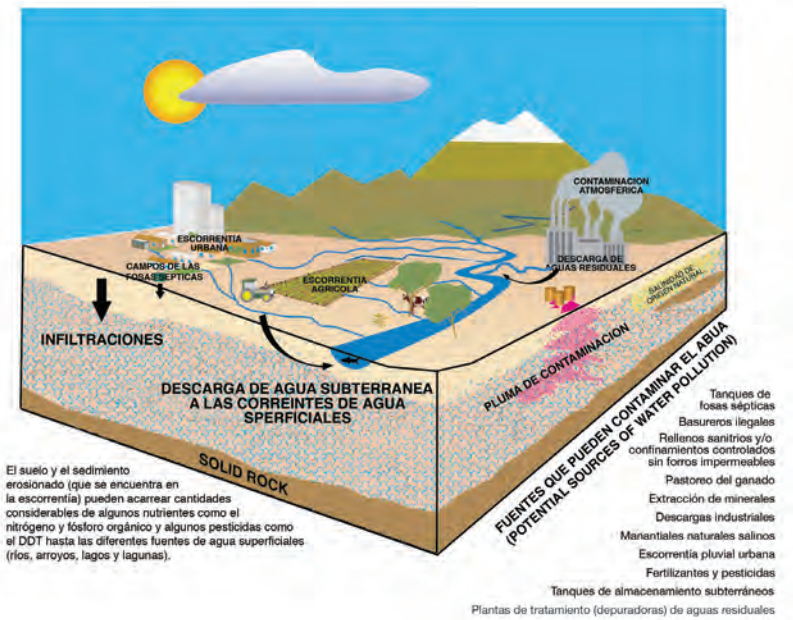 CONTAMINACION
ATMOSFERICA
ESCORRENTIA
URBANA
DESCARGA DE
AGUAS RESIDUALES
CAMPOS DE LAS
FOSAS SEPTICAS
ESCORRENTIA
AGRICOLA
SALINIDAD DE
ORIGEN NATURAL
INFILTRACIONES
DESCARGA DE AGUA SUBTERRANEA
A LAS CORREINTES DE AGUA
SPERFICIALES
PLUMA DE CONTAMINACION
SOLID ROCK
FUENTES QUE PUEDEN CONTAMINAR EL ABUA
(POTENTIAL SOURCES OF WATER POLLUTION)
El suelo y el sedimiento
erosionado (que se encuentra en
la escorrentía) pueden acarrear cantidades
considerables de algunos nutrientes como el
nitrógeno y fósforo orgánico y algunos pesticidas como
el DDT hasta las diferentes fuentes de agua superficiales
(ríos, arroyos, lagos y lagunas).
Tanques de
fosas sépticas
Basureros ilegales
Rellenos sanitrios y/o
confinamientos controlados
sin forros impermeables
Pastoreo del ganado
Extracción de minerales
Descargas industriales
Manantiales naturales salinos
Escorrentía pluvial urbana
Fertilizantes y pesticidas
Tanques de almacenamiento subterráneos
Plantas de tratamiento (depuradoras) de aguas residuales